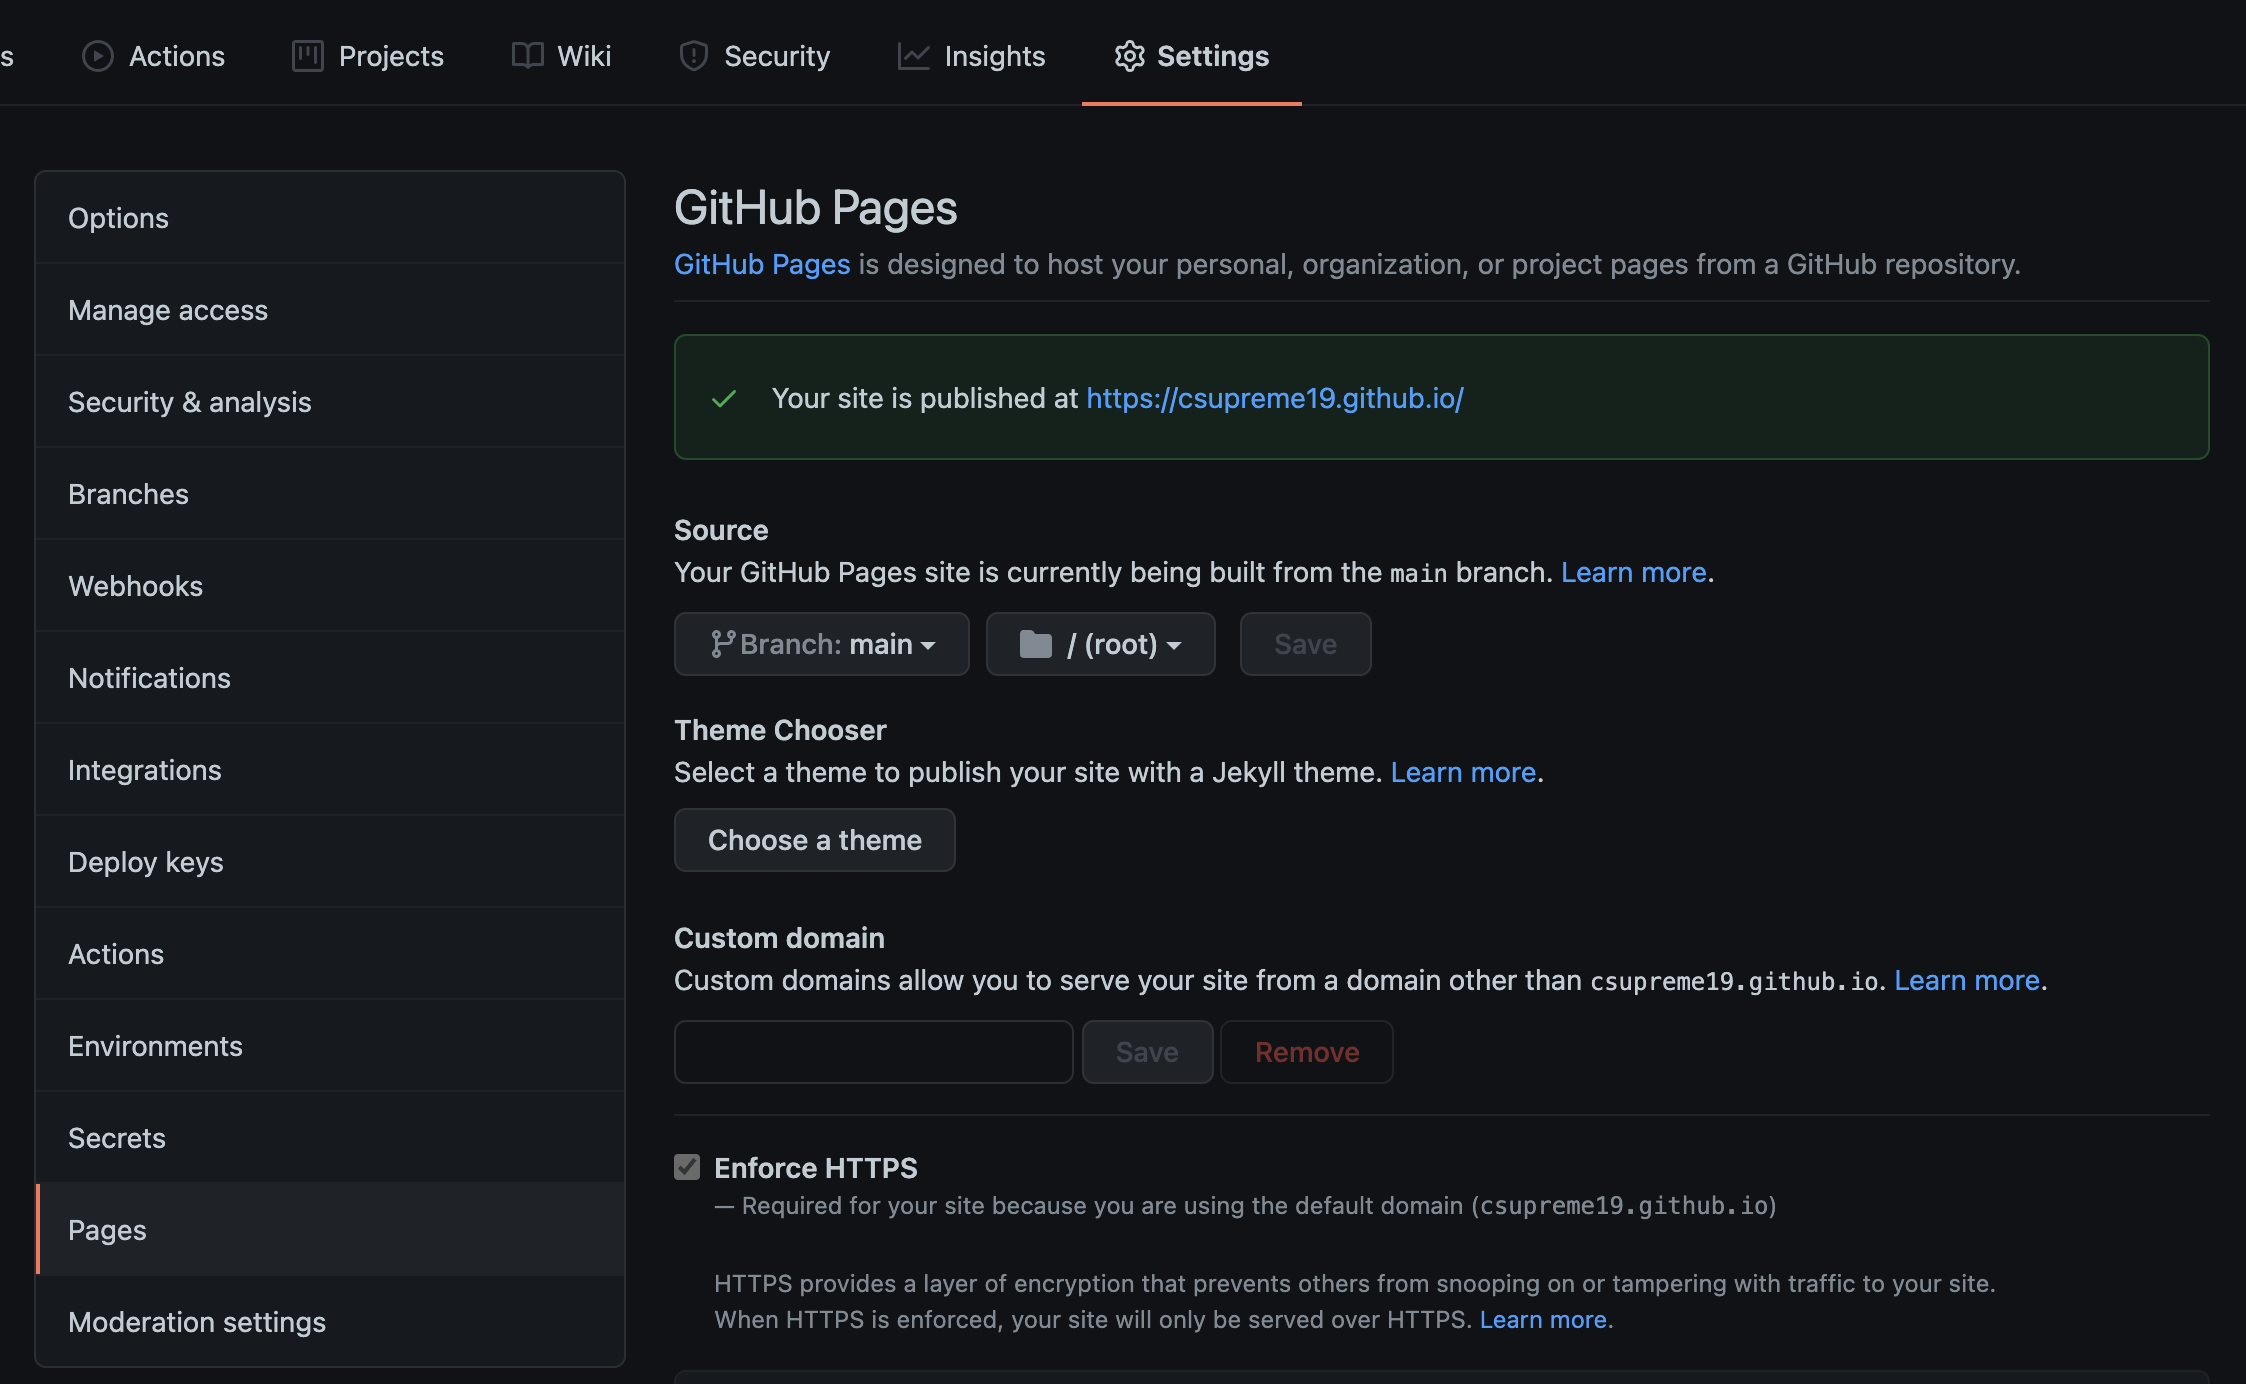 s Actions Projects Wiki Security Insights Settings
Options
Manage access
Security & analysis
Branches
Webhooks
Notifications
Integrations
Deploy keys
Actions
Environments
Secrets
Pages
Moderation settings
GitHub Pages
GitHub Pages is designed to host your personal, organization, or project pages from a GitHub repository.
Your site is published at https://csupreme19.github.io/
Source
Your GitHub Pages site is currently being built from the main branch. Learn more.
Branch: main / (root) Save
Theme Chooser
Select a theme to publish your site with a Jekyll theme. Learn more.
Choose a theme
Custom domain
Custom domains allow you to serve your site from a domain other than csupreme19.github.io. Learn more.
Save Remove
Enforce HTTPS
— Required for your site because you are using the default domain (csupreme19.github.io)
HTTPS provides a layer of encryption that prevents others from snooping on or tampering with traffic to your site.
When HTTPS is enforced, your site will only be served over HTTPS. Learn more.